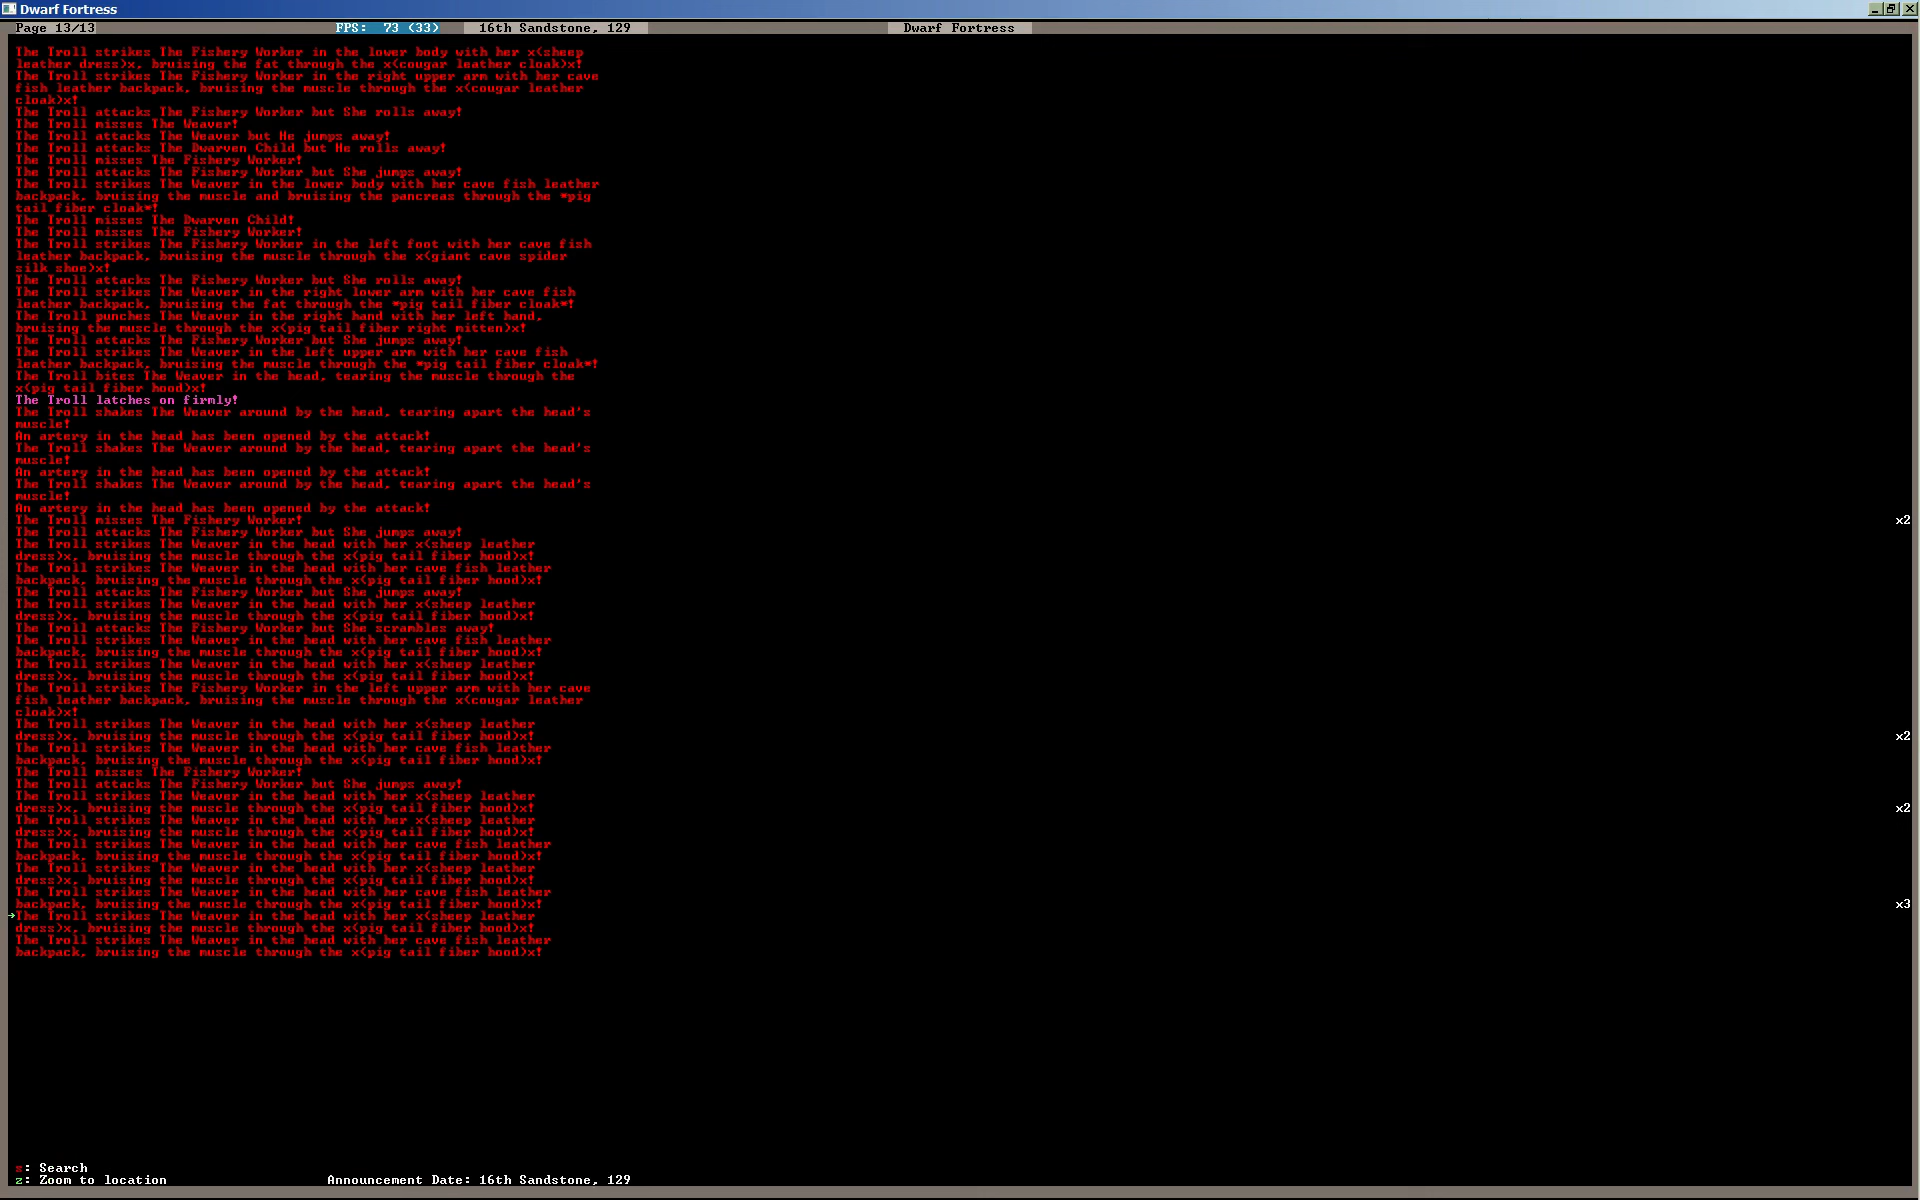 Dwarf Fortress
Page 13/13 FPS: 73 (33) 16th Sandstone, 129 Dwarf Fortress
The Troll strikes The Fishery Worker in the lower body with her x(sheep
leather dress)x, bruising the fat through the x(cougar leather cloak)x!
The Troll strikes The Fishery Worker in the right upper arm with her cave
fish leather backpack, bruising the muscle through the x(cougar leather
cloak)x!
The Troll attacks The Fishery Worker but She rolls away!
The Troll misses The Weaver!
The Troll attacks The Weaver but He jumps away!
The Troll attacks The Dwarven Child but He rolls away!
The Troll misses The Fishery Worker!
The Troll attacks The Fishery Worker but She jumps away!
The Troll strikes The Weaver in the lower body with her cave fish leather
backpack, bruising the muscle and bruising the pancreas through the *pig
tail fiber cloak*!
The Troll misses The Dwarven Child!
The Troll misses The Fishery Worker!
The Troll strikes The Fishery Worker in the left foot with her cave fish
leather backpack, bruising the muscle through the x(giant cave spider
silk shoe)x!
The Troll attacks The Fishery Worker but She rolls away!
The Troll strikes The Weaver in the right lower arm with her cave fish
leather backpack, bruising the fat through the *pig tail fiber cloak*!
The Troll punches The Weaver in the right hand with her left hand,
bruising the muscle through the x(pig tail fiber right mitten)x!
The Troll attacks The Fishery Worker but She jumps away!
The Troll strikes The Weaver in the left upper arm with her cave fish
leather backpack, bruising the muscle through the *pig tail fiber cloak*!
The Troll bites The Weaver in the head, tearing the muscle through the
x(pig tail fiber hood)x!
The Troll latches on firmly!
The Troll shakes The Weaver around by the head, tearing apart the head's
muscle!
An artery in the head has been opened by the attack!
The Troll shakes The Weaver around by the head, tearing apart the head's
muscle!
An artery in the head has been opened by the attack!
The Troll shakes The Weaver around by the head, tearing apart the head's
muscle!
An artery in the head has been opened by the attack!
The Troll misses The Fishery Worker! x2
The Troll attacks The Fishery Worker but She jumps away!
The Troll strikes The Weaver in the head with her x(sheep leather
dress)x, bruising the muscle through the x(pig tail fiber hood)x!
The Troll strikes The Weaver in the head with her cave fish leather
backpack, bruising the muscle through the x(pig tail fiber hood)x!
The Troll attacks The Fishery Worker but She jumps away!
The Troll strikes The Weaver in the head with her x(sheep leather
dress)x, bruising the muscle through the x(pig tail fiber hood)x!
The Troll attacks The Fishery Worker but She scrambles away!
The Troll strikes The Weaver in the head with her cave fish leather
backpack, bruising the muscle through the x(pig tail fiber hood)x!
The Troll strikes The Weaver in the head with her x(sheep leather
dress)x, bruising the muscle through the x(pig tail fiber hood)x!
The Troll strikes The Fishery Worker in the left upper arm with her cave
fish leather backpack, bruising the muscle through the x(cougar leather
cloak)x!
The Troll strikes The Weaver in the head with her x(sheep leather
dress)x, bruising the muscle through the x(pig tail fiber hood)x! x2
The Troll strikes The Weaver in the head with her cave fish leather
backpack, bruising the muscle through the x(pig tail fiber hood)x!
The Troll misses The Fishery Worker!
The Troll attacks The Fishery Worker but She jumps away!
The Troll strikes The Weaver in the head with her x(sheep leather
dress)x, bruising the muscle through the x(pig tail fiber hood)x! x2
The Troll strikes The Weaver in the head with her x(sheep leather
dress)x, bruising the muscle through the x(pig tail fiber hood)x!
The Troll strikes The Weaver in the head with her cave fish leather
backpack, bruising the muscle through the x(pig tail fiber hood)x!
The Troll strikes The Weaver in the head with her x(sheep leather
dress)x, bruising the muscle through the x(pig tail fiber hood)x!
The Troll strikes The Weaver in the head with her cave fish leather
backpack, bruising the muscle through the x(pig tail fiber hood)x! x3
→The Troll strikes The Weaver in the head with her x(sheep leather
dress)x, bruising the muscle through the x(pig tail fiber hood)x!
The Troll strikes The Weaver in the head with her cave fish leather
backpack, bruising the muscle through the x(pig tail fiber hood)x!
s: Search
z: Zoom to location Announcement Date: 16th Sandstone, 129